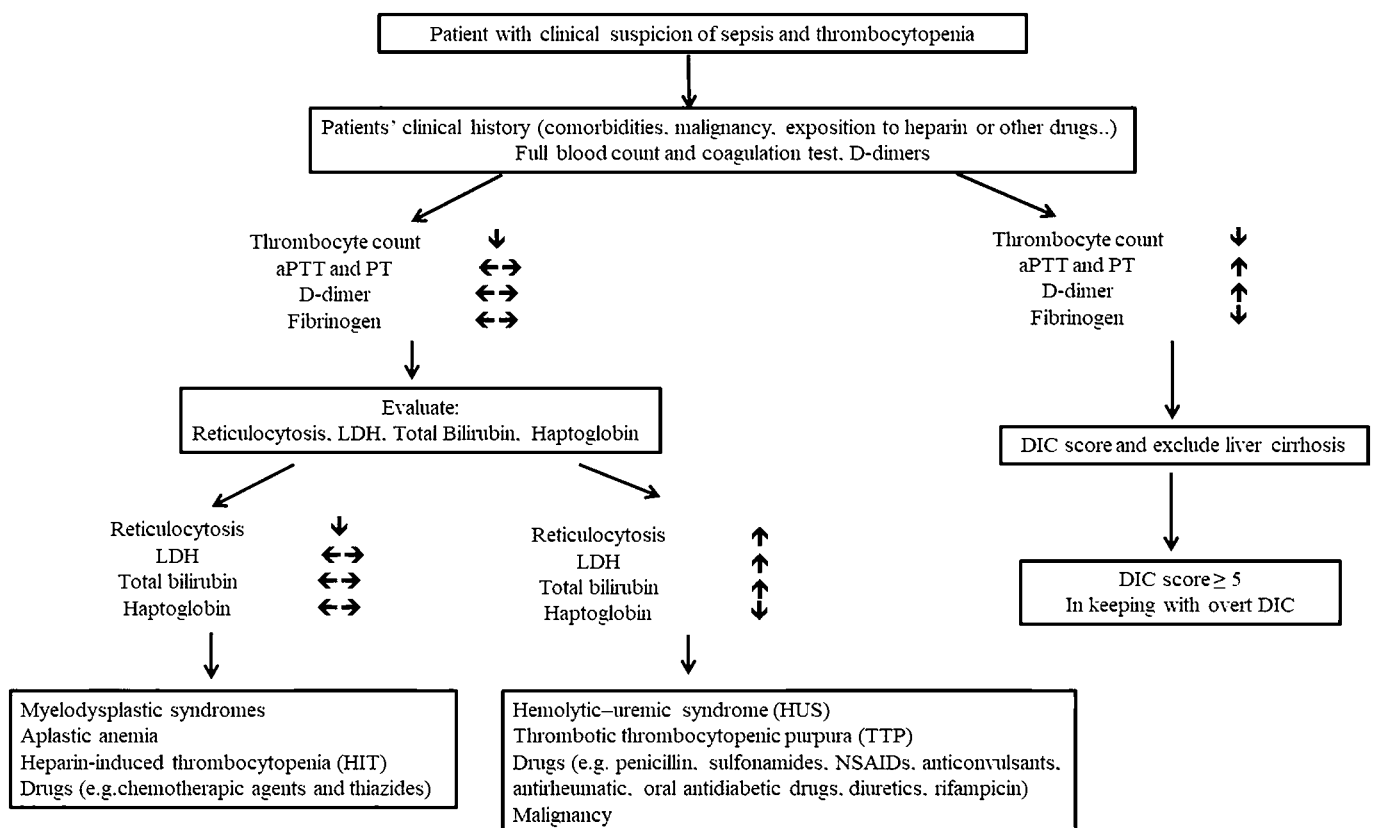 Patient with clinical suspicion of sepsis and thrombocytopenia
Patients' clinical history (comorbidities, malignancy, exposition to heparin or other drugs..)
Full blood count and coagulation test, D-dimers
Thrombocyte count
aPTT and PT
D-dimer
Fibrinogen
Thrombocyte count
aPTT and PT
D-dimer
Fibrinogen
Evaluate:
Reticulocytosis, LDH, Total Bilirubin, Haptoglobin
DIC score and exclude liver cirrhosis
Reticulocytosis
LDH
Total bilirubin
Haptoglobin
Reticulocytosis
LDH
Total bilirubin
Haptoglobin
DIC score ≥ 5
In keeping with overt DIC
Myelodysplastic syndromes
Aplastic anemia
Heparin-induced thrombocytopenia (HIT)
Drugs (e.g.chemotherapic agents and thiazides)
Hemolytic–uremic syndrome (HUS)
Thrombotic thrombocytopenic purpura (TTP)
Drugs (e.g. penicillin, sulfonamides, NSAIDs, anticonvulsants,
antirheumatic, oral antidiabetic drugs, diuretics, rifampicin)
Malignancy